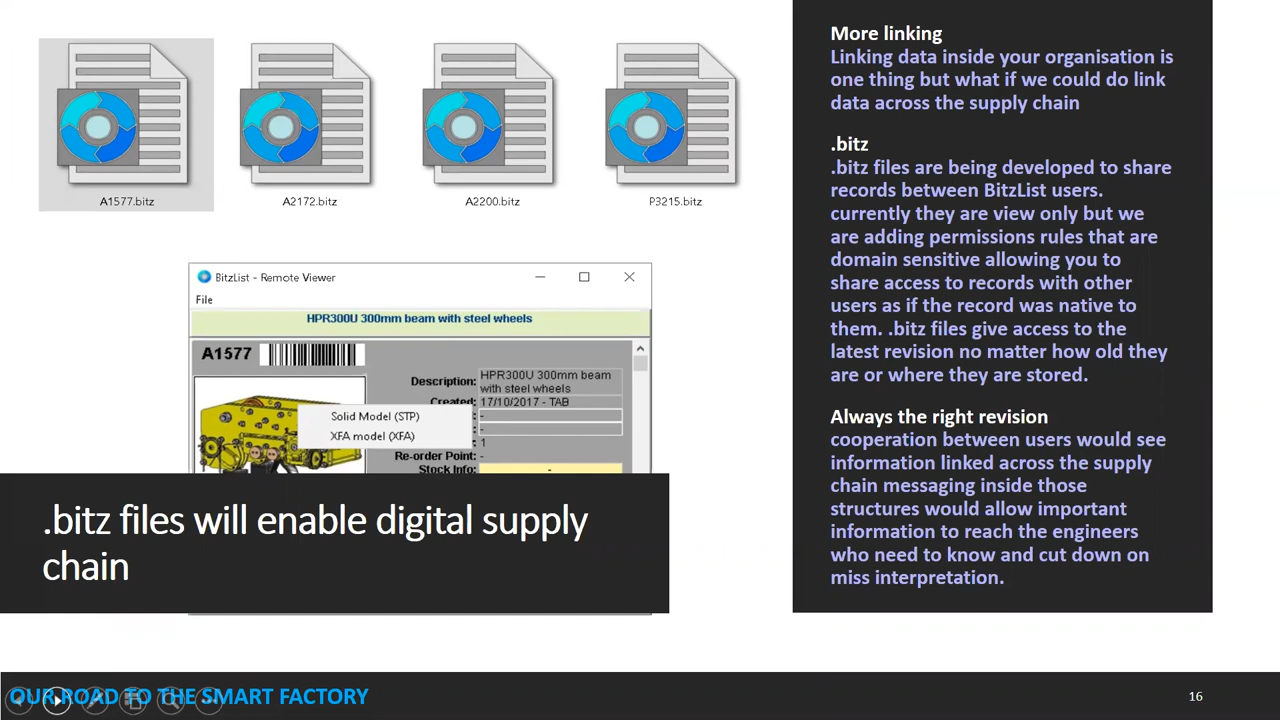 A1577.bitz
A2172.bitz
A2200.bitz
P3215.bitz
BitzList - Remote Viewer
File
HPR300U 300mm beam with steel wheels
A1577
Description:
HPR300U 300mm beam
with steel wheels
Created:
17/10/2017 - TAB
-
-
1
Solid Model (STP)
XFA model (XFA)
Re-order Point:
-
Stock Info:
-
.bitz files will enable digital supply
chain
More linking
Linking data inside your organisation is
one thing but what if we could do link
data across the supply chain
.bitz
.bitz files are being developed to share
records between BitzList users.
currently they are view only but we
are adding permissions rules that are
domain sensitive allowing you to
share access to records with other
users as if the record was native to
them. .bitz files give access to the
latest revision no matter how old they
are or where they are stored.
Always the right revision
cooperation between users would see
information linked across the supply
chain messaging inside those
structures would allow important
information to reach the engineers
who need to know and cut down on
miss interpretation.
OUR ROAD TO THE SMART FACTORY
16